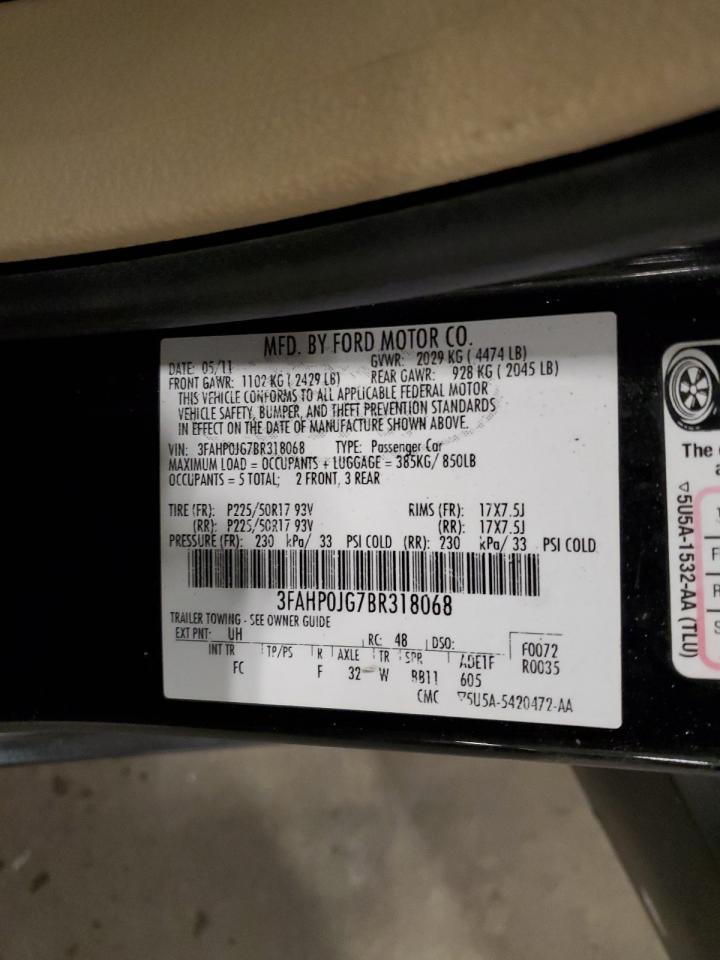 MFD. BY FORD MOTOR CO.
DATE: 05/11 GVWR: 2029 KG ( 4474 LB)
FRONT GAWR: 1102 KG ( 2429 LB) REAR GAWR: 928 KG ( 2045 LB)
THIS VEHICLE CONFORMS TO ALL APPLICABLE FEDERAL MOTOR
VEHICLE SAFETY, BUMPER, AND THEFT PREVENTION STANDARDS
IN EFFECT ON THE DATE OF MANUFACTURE SHOWN ABOVE.
VIN: 3FAHP0JG7BR318068 TYPE: Passenger Car
MAXIMUM LOAD = OCCUPANTS + LUGGAGE = 385KG/ 850LB
OCCUPANTS = 5 TOTAL; 2 FRONT, 3 REAR
TIRE (FR): P225/50R17 93V RIMS (FR): 17X7.5J
(RR): P225/50R17 93V (RR): 17X7.5J
PRESSURE (FR): 230 kPa/ 33 PSI COLD (RR): 230 kPa/ 33 PSI COLD
3FAHP0JG7BR318068
TRAILER TOWING - SEE OWNER GUIDE
EXT PNT: UH RC: 48 DSO: F0072
INT TR TP/PS R AXLE TR SPR R0035
FC F 32 W BB11 605
CMC ▽5U5A-5420472-AA
The
▽5U5A-1532-AA (TLU)